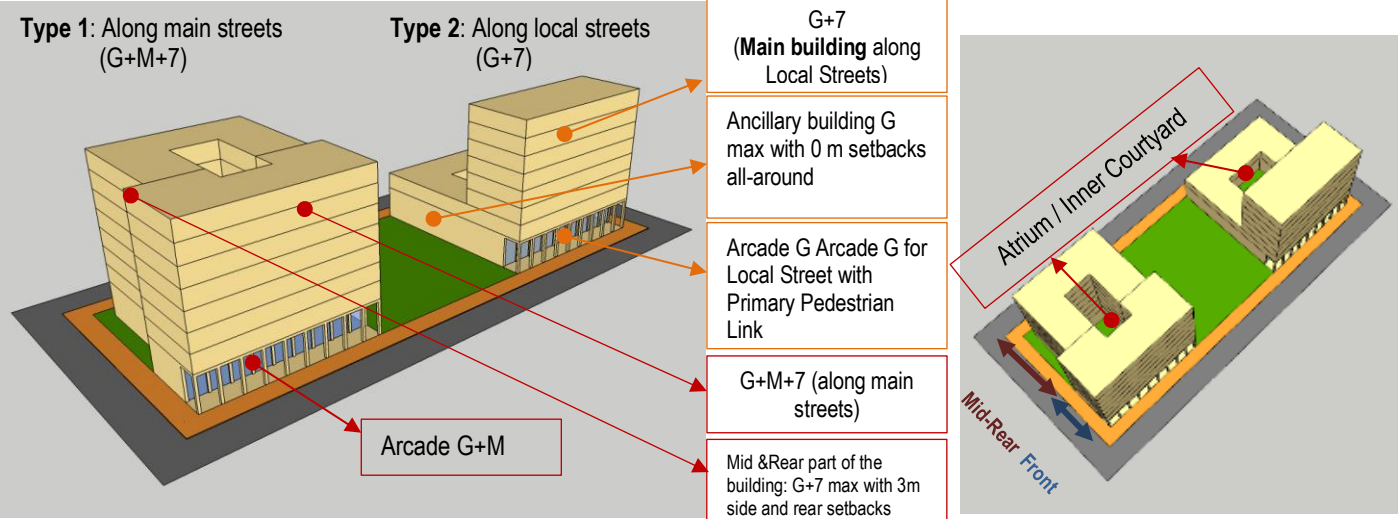 Type 1: Along main streets
(G+M+7)
Type 2: Along local streets
(G+7)
G+7
(Main building along
Local Streets)
Ancillary building G
max with 0 m setbacks
all-around
Arcade G Arcade G for
Local Street with
Primary Pedestrian
Link
G+M+7 (along main
streets)
Mid &Rear part of the
building: G+7 max with 3m
side and rear setbacks
Arcade G+M
Atrium / Inner Courtyard
Mid-Rear
Front